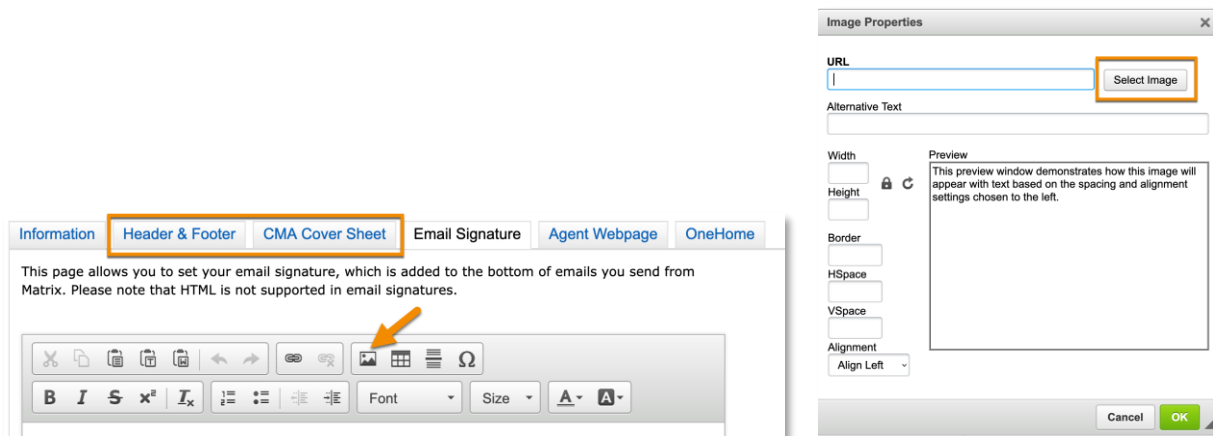 Information Header & Footer CMA Cover Sheet Email Signature Agent Webpage OneHome
This page allows you to set your email signature, which is added to the bottom of emails you send from
Matrix. Please note that HTML is not supported in email signatures.
Ω
B I S x² Tx Font Size A A
Image Properties
URL
Select Image
Alternative Text
Width
Height
Border
HSpace
VSpace
Alignment
Align Left
Preview
This preview window demonstrates how this image will
appear with text based on the spacing and alignment
settings chosen to the left.
Cancel OK